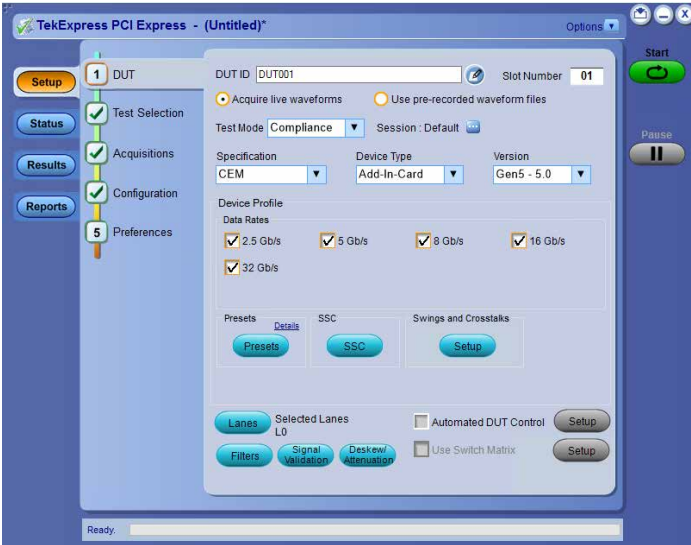 TekExpress PCI Express - (Untitled)*
Options
Start
Pause
Setup
Status
Results
Reports
1 DUT
Test Selection
Acquisitions
Configuration
5 Preferences
DUT ID DUT001
Slot Number 01
Acquire live waveforms
Use pre-recorded waveform files
Test Mode Compliance
Session : Default
Specification
Device Type
Version
CEM
Add-In-Card
Gen5 - 5.0
Device Profile
Data Rates
2.5 Gb/s
5 Gb/s
8 Gb/s
16 Gb/s
32 Gb/s
Presets
Details
SSC
Swings and Crosstalks
Presets
SSC
Setup
Lanes
Selected Lanes
L0
Automated DUT Control
Setup
Filters
Signal
Validation
Deskew/
Attenuation
Use Switch Matrix
Setup
Ready.